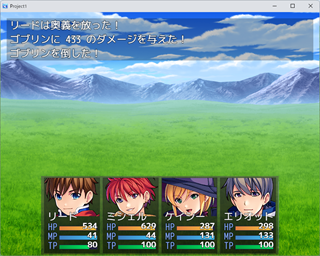 Project1
リードは奥義を放った！
ゴブリンに 433 のダメージを与えた！
ゴブリンを倒した！
リード ミシェル ケイシー エリオット
HP 534 HP 629 HP 287 HP 298
MP 41 MP 44 MP 131 MP 133
TP 80 TP 100 TP 100 TP 100